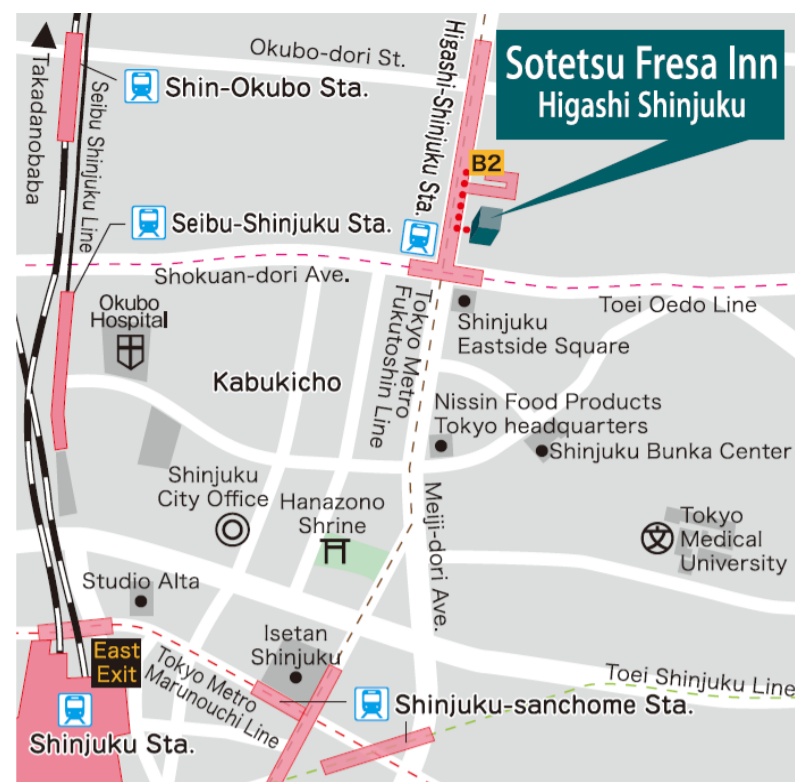 Takadanobaba
Seibu Shinjuku Line
Okubo-dori St.
Shin-Okubo Sta.
Higashi-Shinjuku Sta.
Sotetsu Fresa Inn
Higashi Shinjuku
B2
Seibu-Shinjuku Sta.
Shokuan-dori Ave.
Toei Oedo Line
Okubo
Hospital
Tokyo Metro
Fukutoshin Line
Shinjuku
Eastside Square
Kabukicho
Nissin Food Products
Tokyo headquarters
Shinjuku Bunka Center
Shinjuku
City Office
Hanazono
Shrine
Meiji-dori Ave.
文
Tokyo
Medical
University
Studio Alta
East
Exit
Isetan
Shinjuku
Tokyo Metro
Marunouchi Line
Toei Shinjuku Line
Shinjuku-sanchome Sta.
Shinjuku Sta.